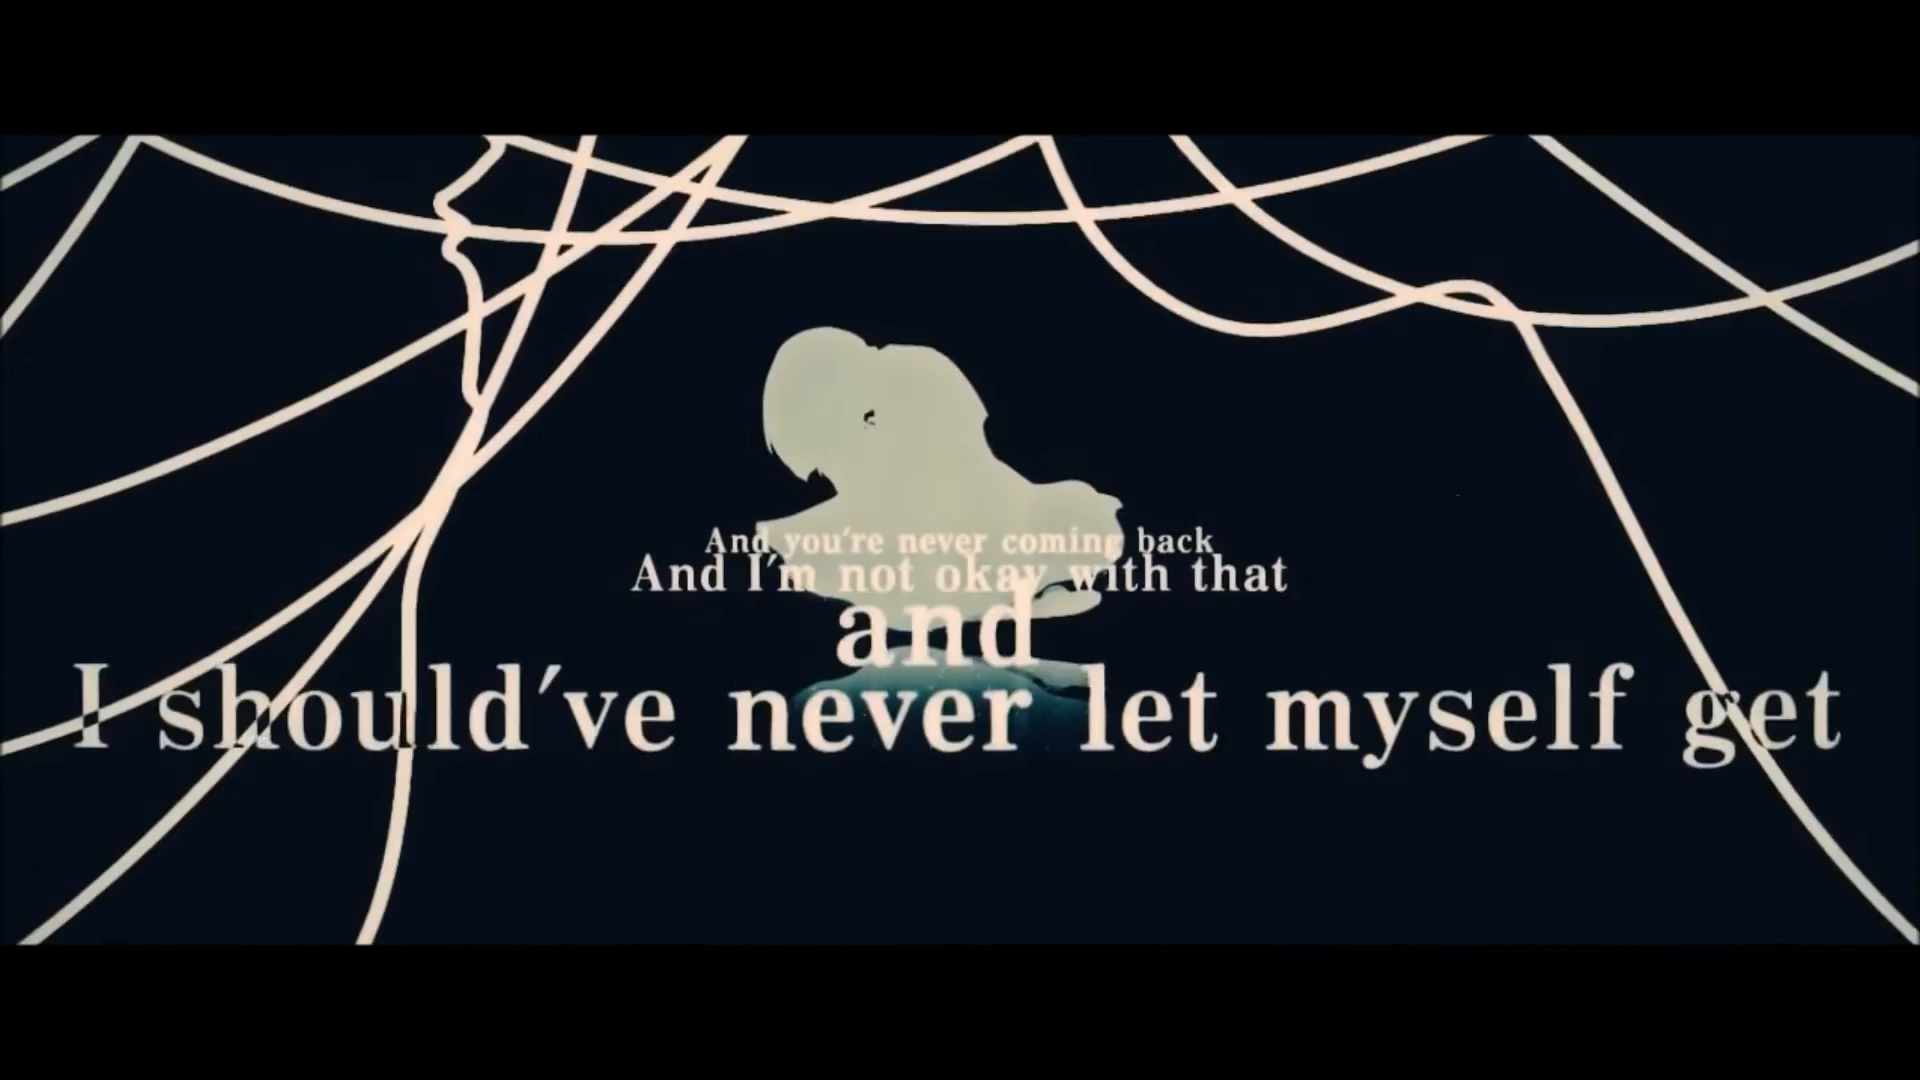 And you're never coming back
And I'm not okay with that
and
I should've never let myself get